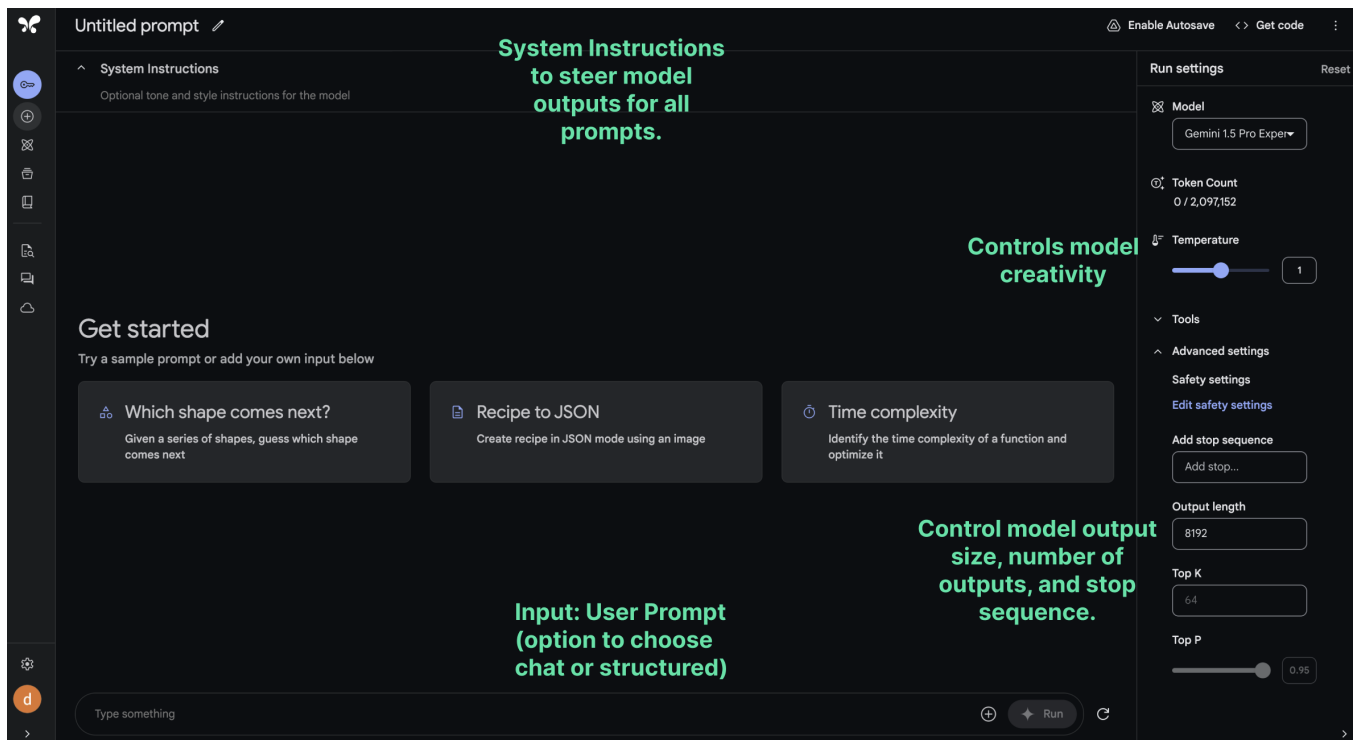 Untitled prompt
Enable Autosave
<> Get code
System Instructions
Optional tone and style instructions for the model
System Instructions
to steer model
outputs for all
prompts.
Run settings
Reset
Model
Gemini 1.5 Pro Exper
Token Count
0 / 2,097,152
Controls model
creativity
Temperature
1
Tools
Advanced settings
Safety settings
Edit safety settings
Add stop sequence
Add stop...
Output length
8192
Top K
64
Top P
0.95
Get started
Try a sample prompt or add your own input below
Which shape comes next?
Given a series of shapes, guess which shape
comes next
Recipe to JSON
Create recipe in JSON mode using an image
Time complexity
Identify the time complexity of a function and
optimize it
Control model output
size, number of
outputs, and stop
sequence.
Input: User Prompt
(option to choose
chat or structured)
d
Type something
Run